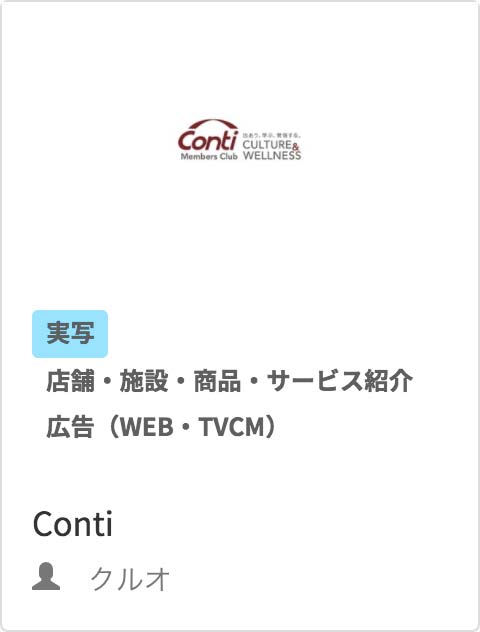 Conti
出あう。学ぶ。発信する。
Members Club
CULTURE&
WELLNESS
実写
店舗・施設・商品・サービス紹介
広告（WEB・TVCM）
Conti
クルオ